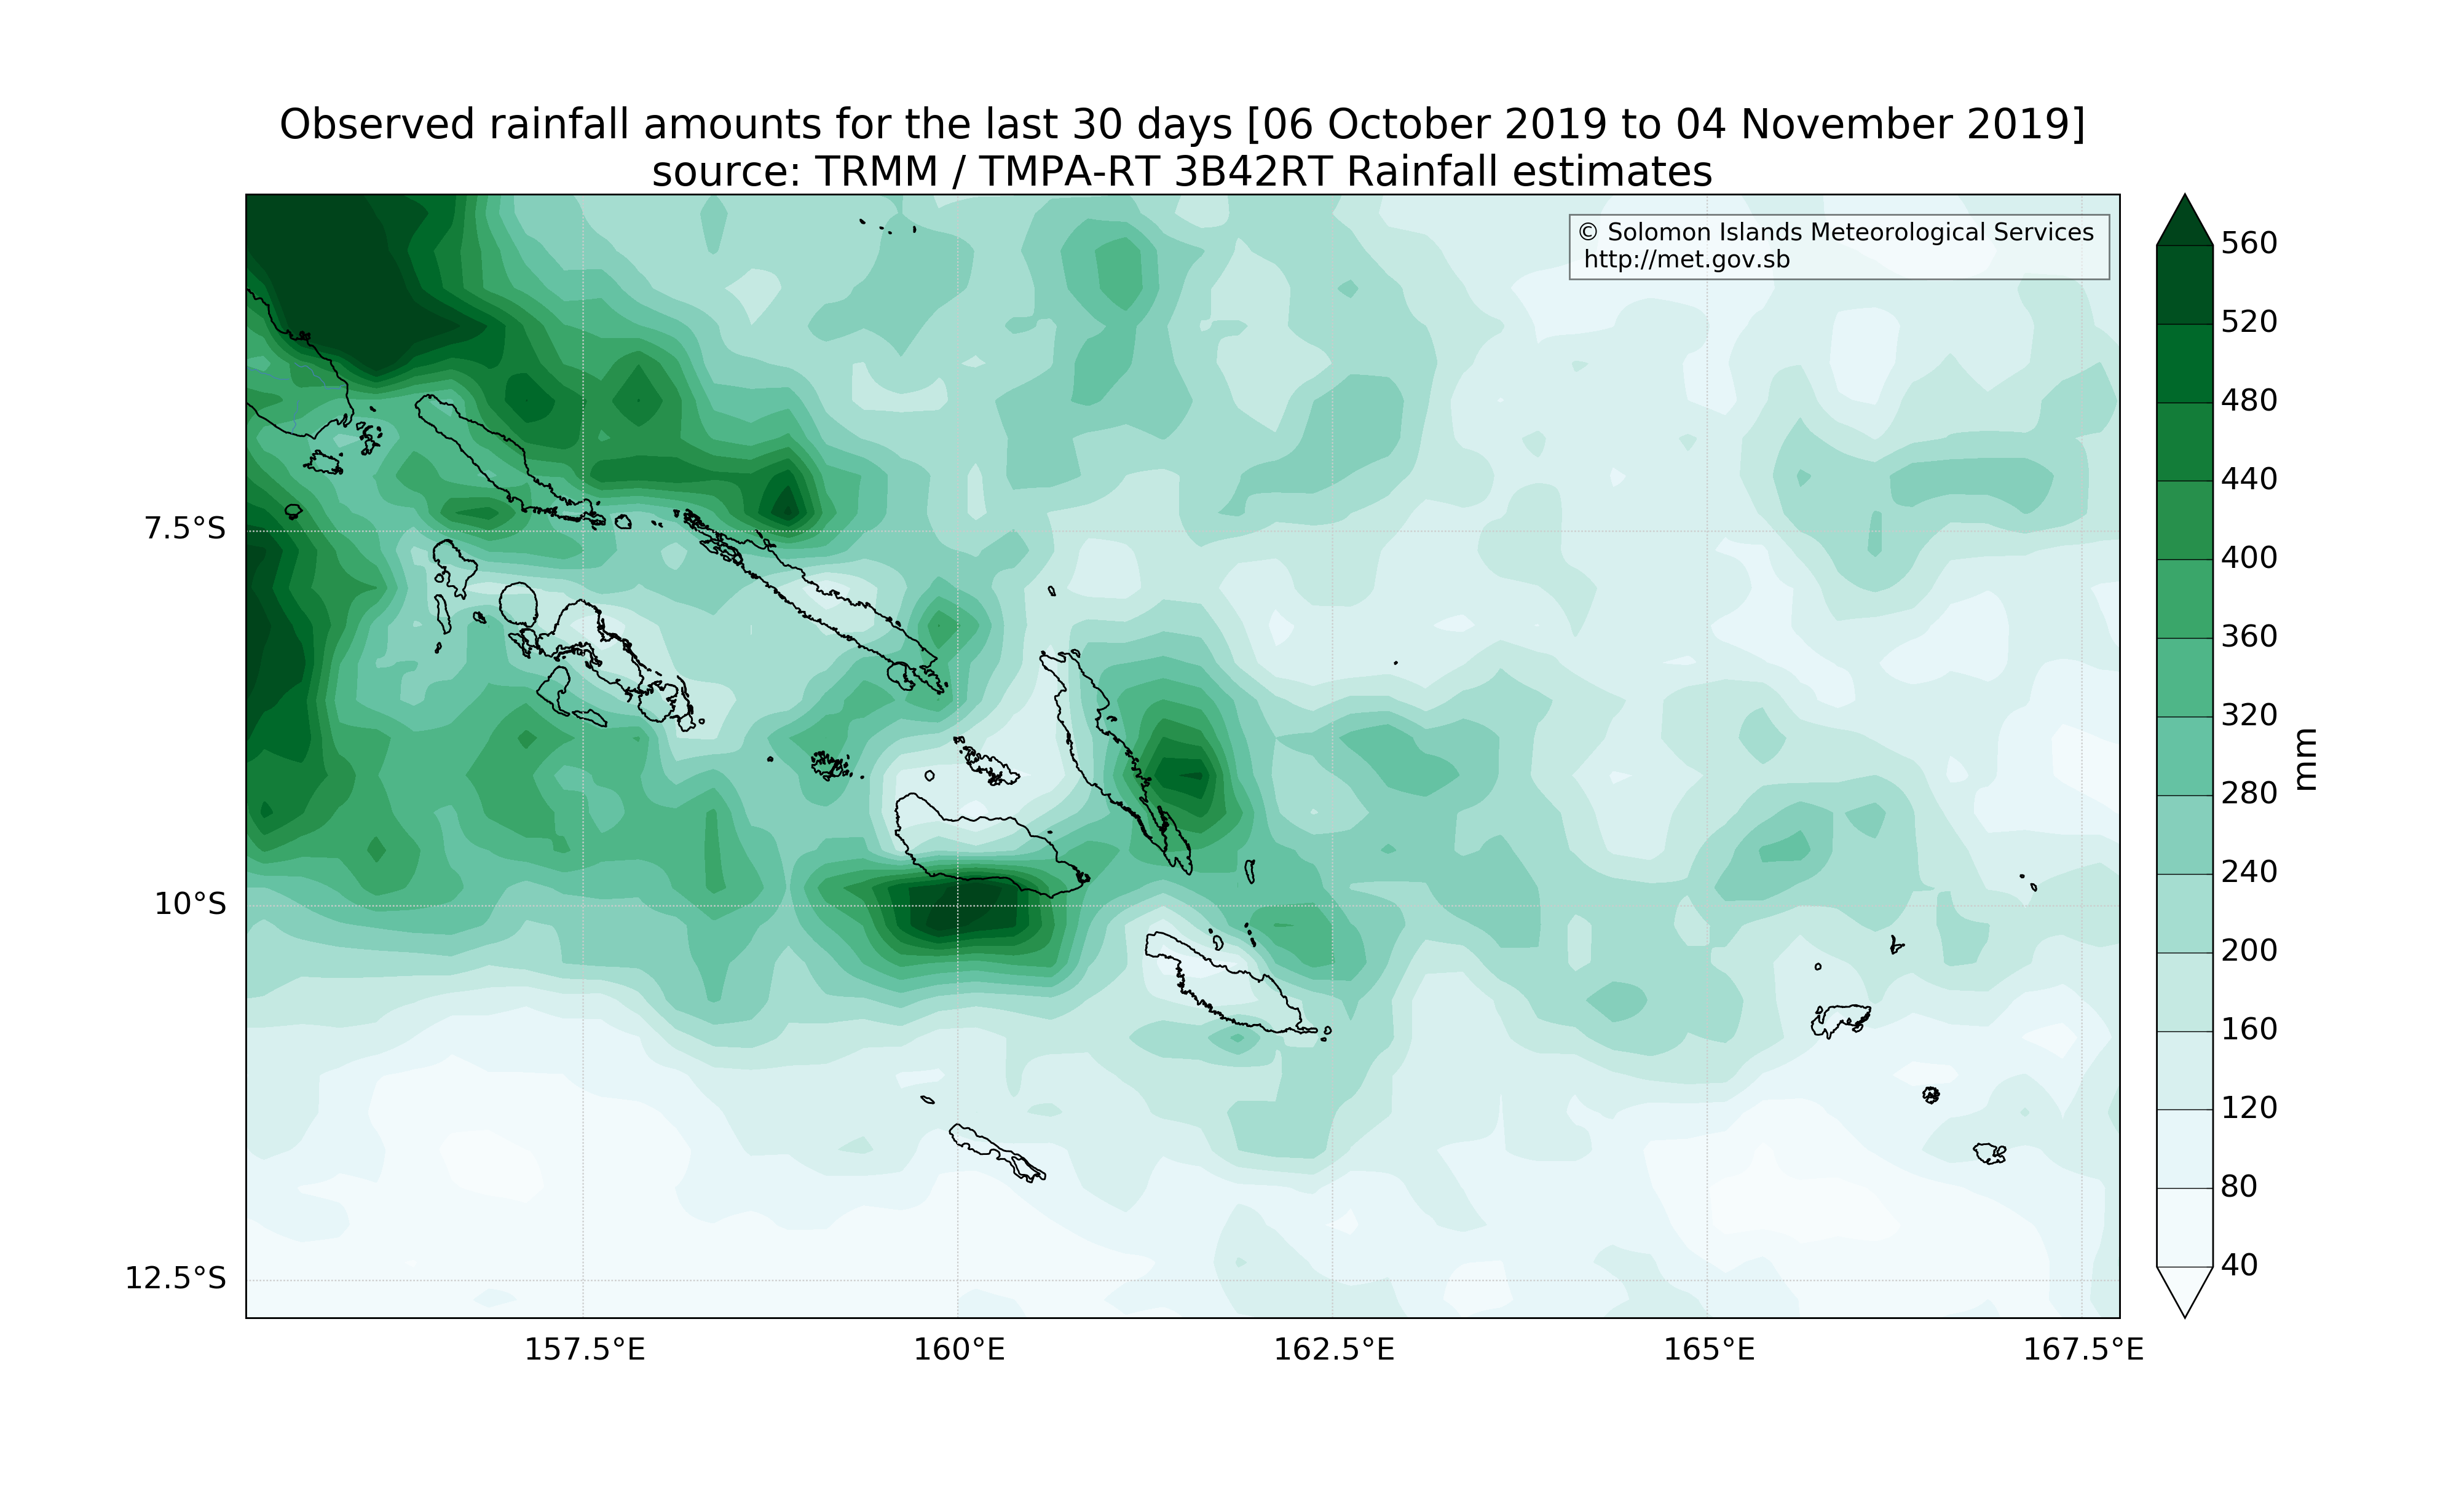 Observed rainfall amounts for the last 30 days [06 October 2019 to 04 November 2019]
source: TRMM / TMPA-RT 3B42RT Rainfall estimates
© Solomon Islands Meteorological Services
http://met.gov.sb
7.5°S
10°S
12.5°S
157.5°E
160°E
162.5°E
165°E
167.5°E
560
520
480
440
400
360
320
280
240
200
160
120
80
40
mm